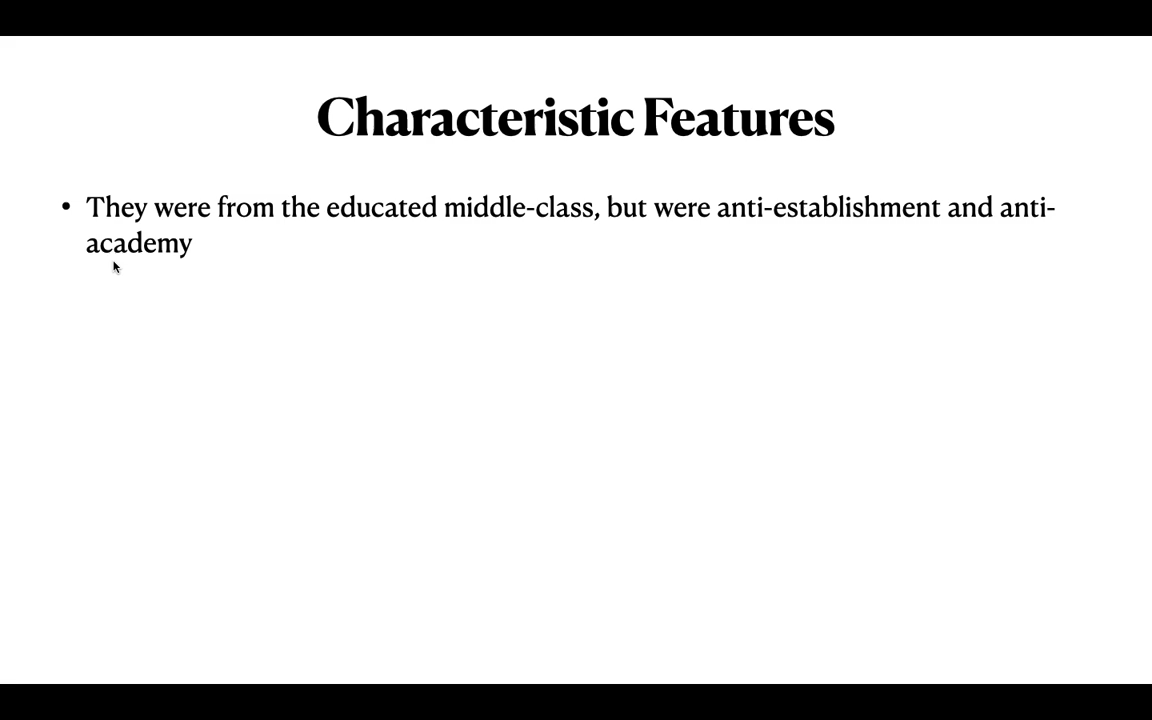 Characteristic Features
• They were from the educated middle-class, but were anti-establishment and anti-
academy